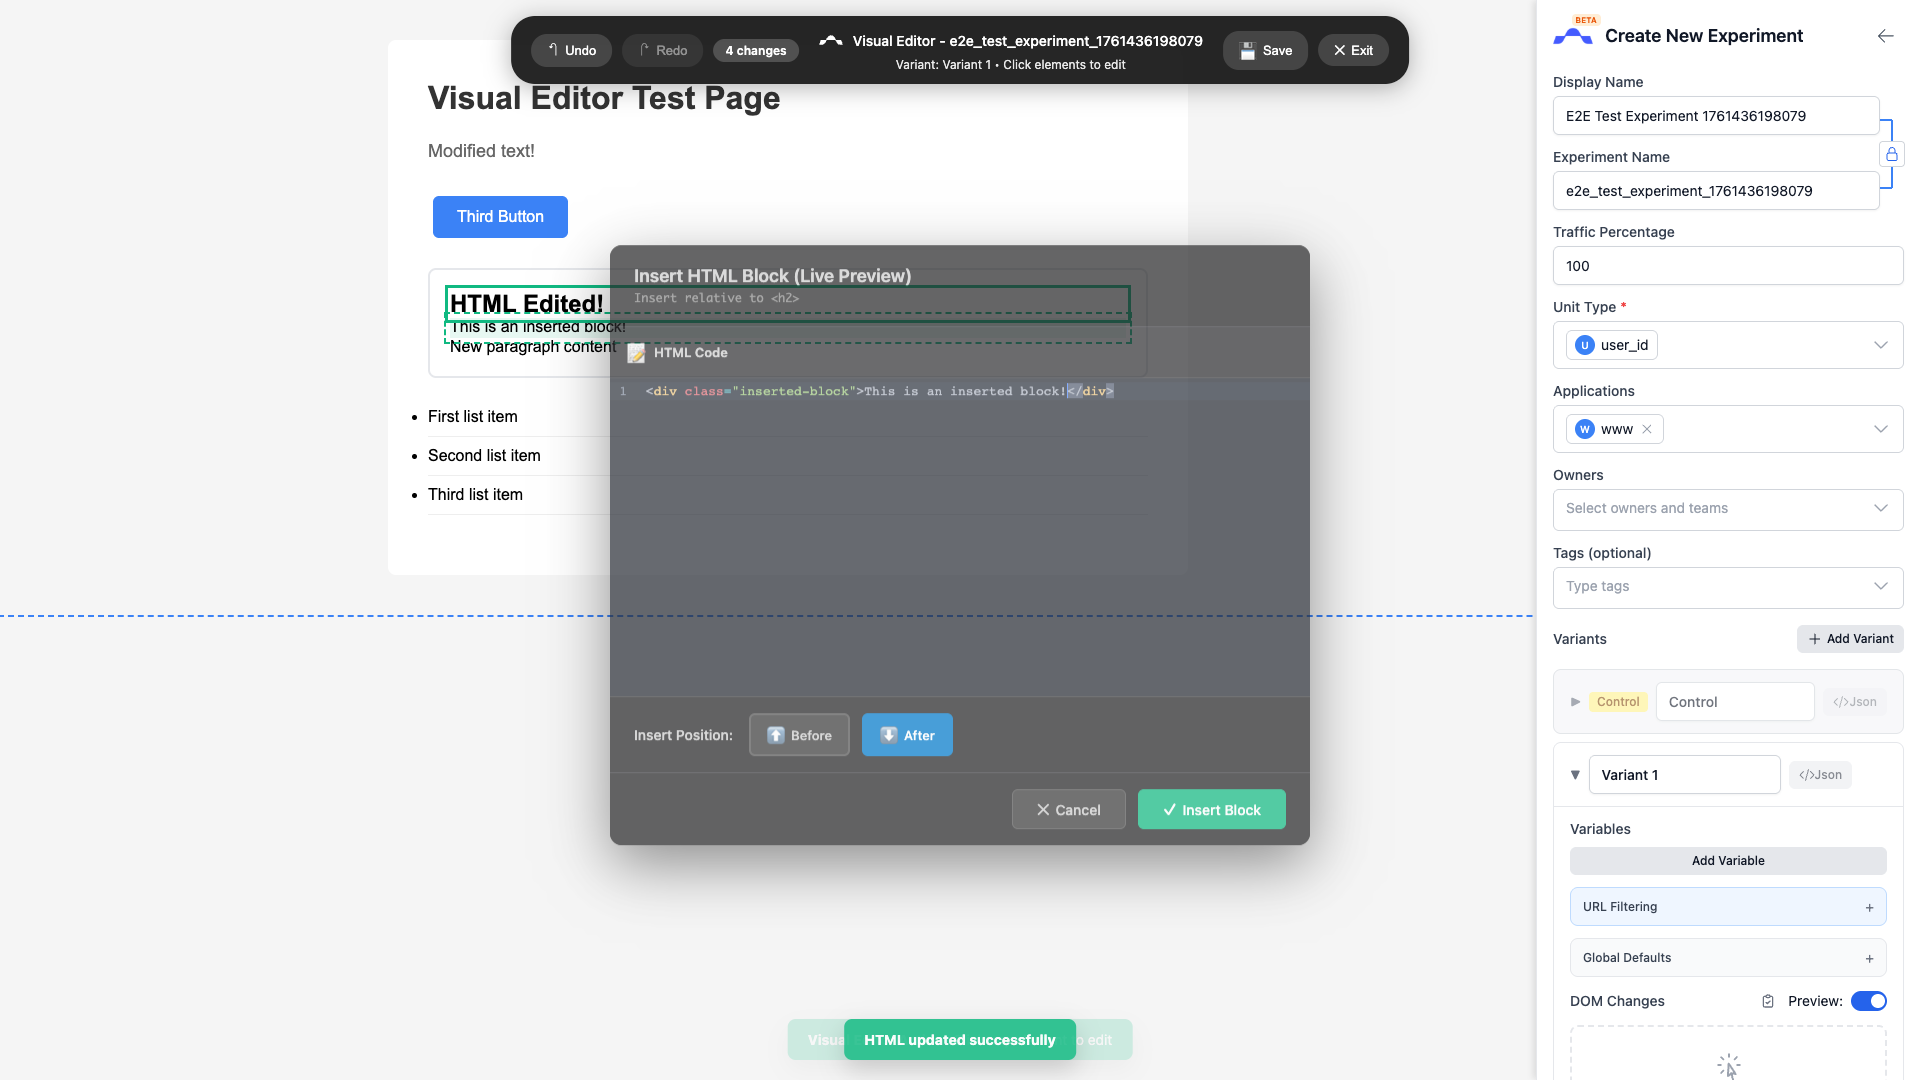 Undo
Redo
4 changes
Visual Editor - e2e_test_experiment_1761436198079
Variant: Variant 1 • Click elements to edit
Save
Exit
Visual Editor Test Page
Modified text!
Third Button
HTML Edited!
This is an inserted block!
New paragraph content
First list item
Second list item
Third list item
Insert HTML Block (Live Preview)
Insert relative to <h2>
HTML Code
1 <div class="inserted-block">This is an inserted block!</div>
Insert Position:
Before
After
Cancel
Insert Block
HTML updated successfully
o edit
BETA
Create New Experiment
Display Name
E2E Test Experiment 1761436198079
Experiment Name
e2e_test_experiment_1761436198079
Traffic Percentage
100
Unit Type *
U user_id
Applications
W www
Owners
Select owners and teams
Tags (optional)
Type tags
Variants
Add Variant
Control
Control
</>Json
Variant 1
</>Json
Variables
Add Variable
URL Filtering +
Global Defaults +
DOM Changes
Preview: